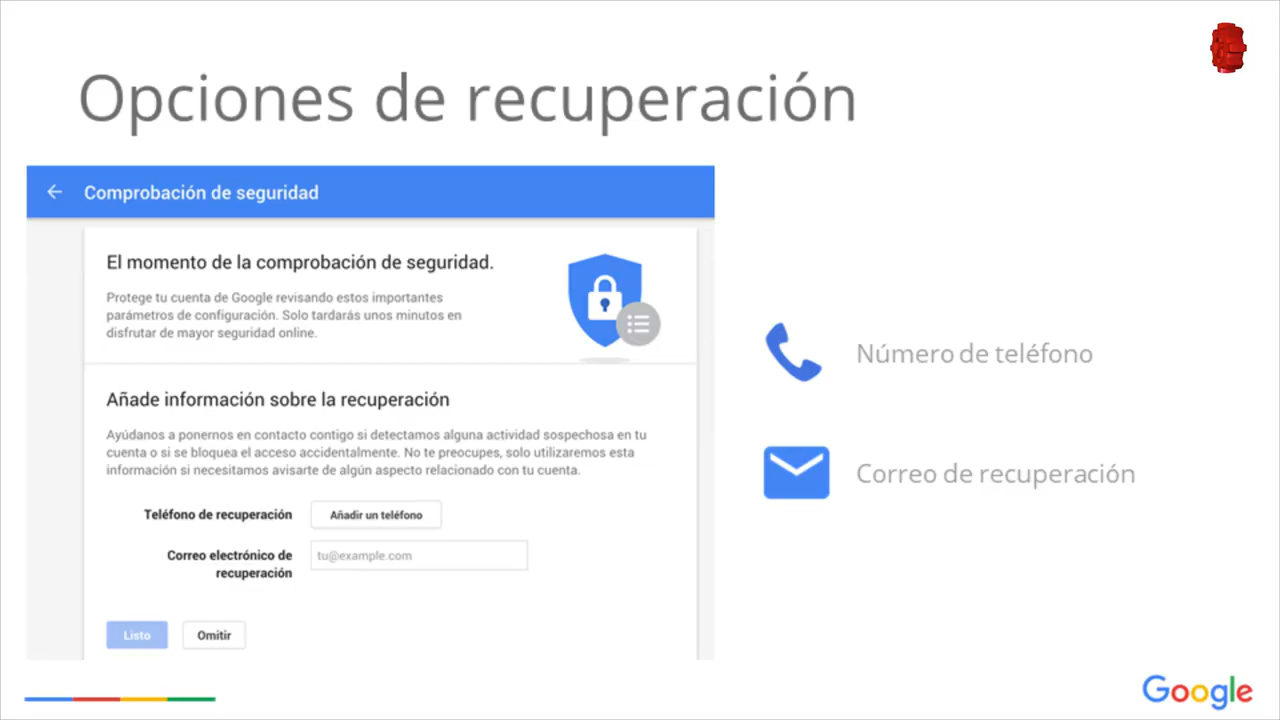 Opciones de recuperación
Comprobación de seguridad
El momento de la comprobación de seguridad.
Protege tu cuenta de Google revisando estos importantes
parámetros de configuración. Solo tardarás unos minutos en
disfrutar de mayor seguridad online.
Añade información sobre la recuperación
Ayúdanos a ponernos en contacto contigo si detectamos alguna actividad sospechosa en tu
cuenta o si se bloquea el acceso accidentalmente. No te preocupes, solo utilizaremos esta
información si necesitamos avisarte de algún aspecto relacionado con tu cuenta.
Teléfono de recuperación
Añadir un teléfono
Correo electrónico de
recuperación
tu@example.com
Listo
Omitir
Número de teléfono
Correo de recuperación
Google